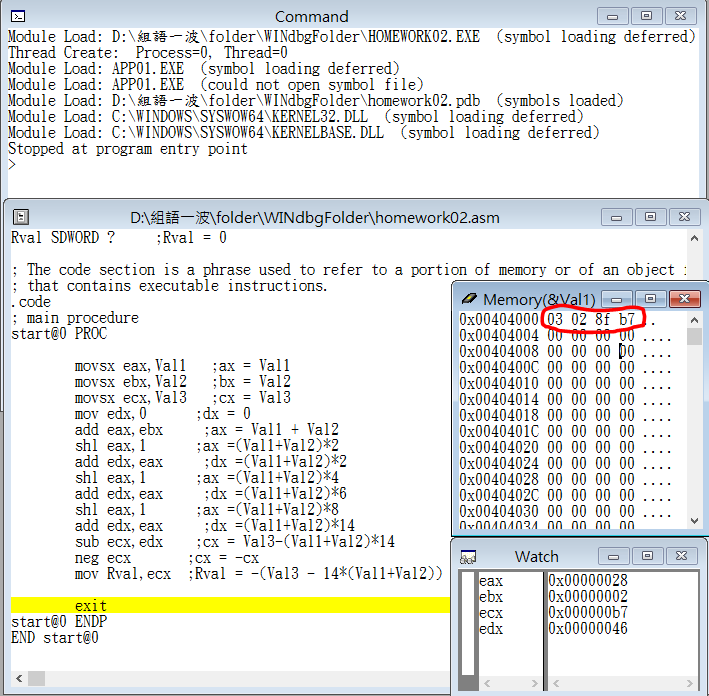 Command
Module Load: D:\組語一波\folder\WINdbgFolder\HOMEWORK02.EXE (symbol loading deferred)
Thread Create: Process=0, Thread=0
Module Load: APP01.EXE (symbol loading deferred)
Module Load: APP01.EXE (could not open symbol file)
Module Load: D:\組語一波\folder\WINdbgFolder\homework02.pdb (symbols loaded)
Module Load: C:\WINDOWS\SYSWOW64\KERNEL32.DLL (symbol loading deferred)
Module Load: C:\WINDOWS\SYSWOW64\KERNELBASE.DLL (symbol loading deferred)
Stopped at program entry point
>
D:\組語一波\folder\WINdbgFolder\homework02.asm
Rval SDWORD ? ;Rval = 0
; The code section is a phrase used to refer to a portion of memory or of an object
; that contains executable instructions.
.code
; main procedure
start@0 PROC
movsx eax,Val1 ;ax = Val1
movsx ebx,Val2 ;bx = Val2
movsx ecx,Val3 ;cx = Val3
mov edx,0 ;dx = 0
add eax,ebx ;ax = Val1 + Val2
shl eax,1 ;ax =(Val1+Val2)*2
add edx,eax ;dx =(Val1+Val2)*2
shl eax,1 ;ax =(Val1+Val2)*4
add edx,eax ;dx =(Val1+Val2)*6
shl eax,1 ;ax =(Val1+Val2)*8
add edx,eax ;dx =(Val1+Val2)*14
sub ecx,edx ;cx = Val3-(Val1+Val2)*14
neg ecx ;cx = -cx
mov Rval,ecx ;Rval = -(Val3 - 14*(Val1+Val2))
exit
start@0 ENDP
END start@0
Memory(&Val1)
0x00404000 03 02 8f b7 .
0x00404004 00 00 00 00 ....
0x00404008 00 00 00 00 ....
0x0040400C 00 00 00 00 ....
0x00404010 00 00 00 00 ....
0x00404014 00 00 00 00 ....
0x00404018 00 00 00 00 ....
0x0040401C 00 00 00 00 ....
0x00404020 00 00 00 00 ....
0x00404024 00 00 00 00 ....
0x00404028 00 00 00 00 ....
0x0040402C 00 00 00 00 ....
0x00404030 00 00 00 00 ....
0x00404034 00 00 00 00 ....
Watch
eax 0x00000028
ebx 0x00000002
ecx 0x000000b7
edx 0x00000046